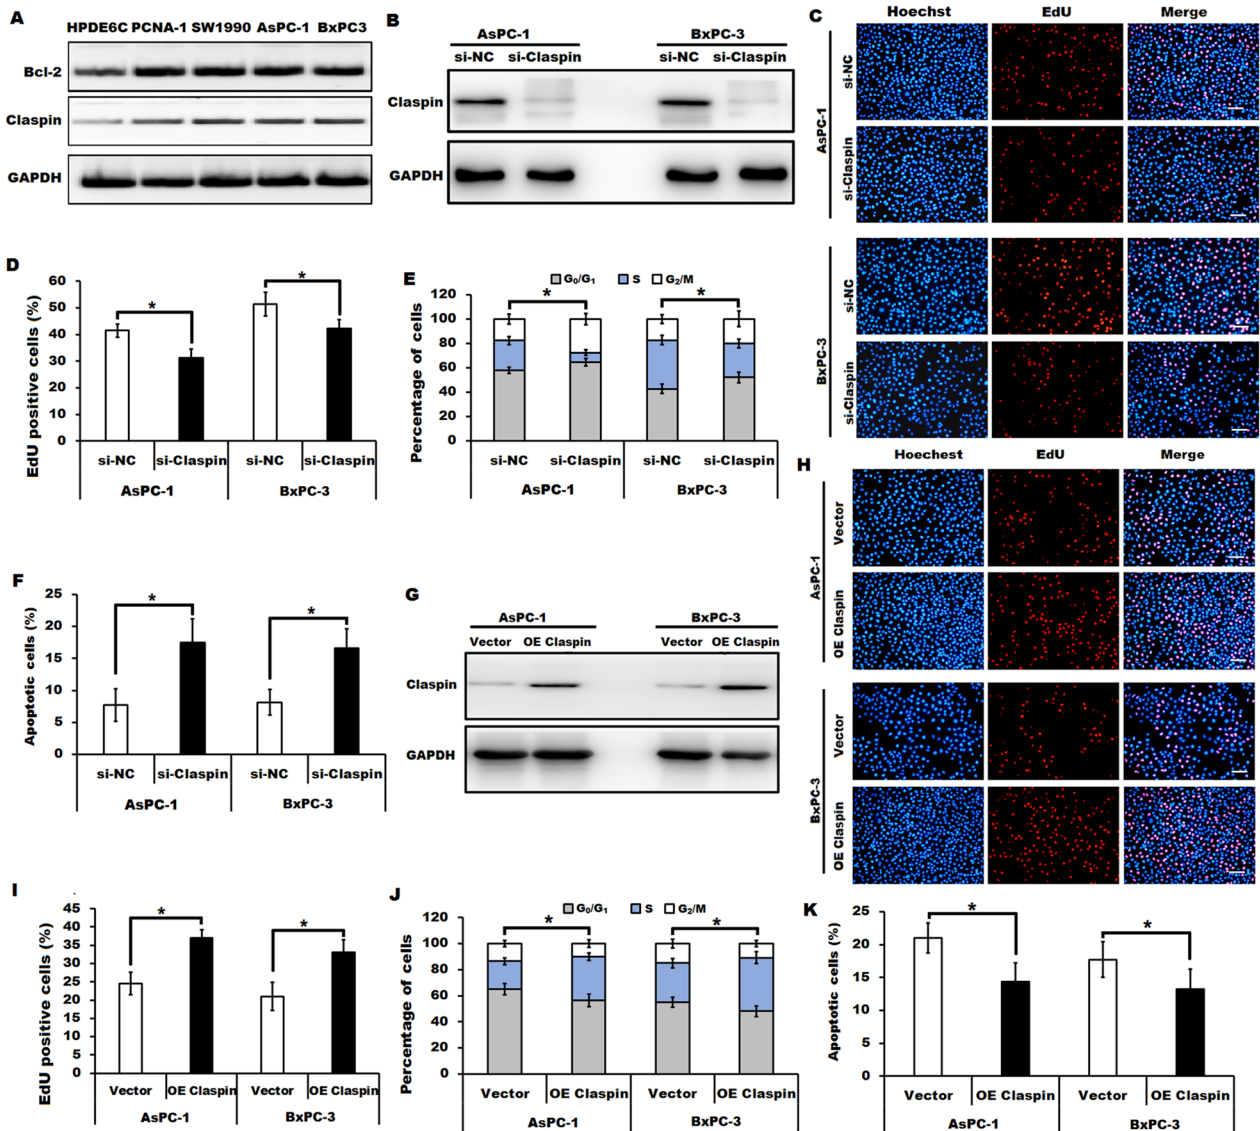 A
HPDE6C PCNA-1 SW1990 AsPC-1 BxPC3
Bcl-2
Claspin
GAPDH
B
AsPC-1 BxPC-3
si-NC si-Claspin si-NC si-Claspin
Claspin
GAPDH
C
Hoechst EdU Merge
AsPC-1
si-NC
si-Claspin
BxPC-3
si-NC
si-Claspin
D
EdU positive cells (%)
60
50
40
30
20
10
0
*
*
si-NC si-Claspin si-NC si-Claspin
AsPC-1 BxPC-3
E
G0/G1 S G2/M
Percentage of cells
120
100
80
60
40
20
0
*
*
si-NC si-Claspin si-NC si-Claspin
AsPC-1 BxPC-3
F
Apoptotic cells (%)
25
20
15
10
5
0
*
*
si-NC si-Claspin si-NC si-Claspin
AsPC-1 BxPC-3
G
AsPC-1 BxPC-3
Vector OE Claspin Vector OE Claspin
Claspin
GAPDH
H
Hoechest EdU Merge
AsPC-1
Vector
OE Claspin
BxPC-3
Vector
OE Claspin
I
EdU positive cells (%)
45
40
35
30
25
20
15
10
5
0
*
*
Vector OE Claspin Vector OE Claspin
AsPC-1 BxPC-3
J
G0/G1 S G2/M
Percentage of cells
120
100
80
60
40
20
0
*
*
Vector OE Claspin Vector OE Claspin
AsPC-1 BxPC-3
K
Apoptotic cells (%)
25
20
15
10
5
0
*
*
Vector OE Claspin Vector OE Claspin
AsPC-1 BxPC-3